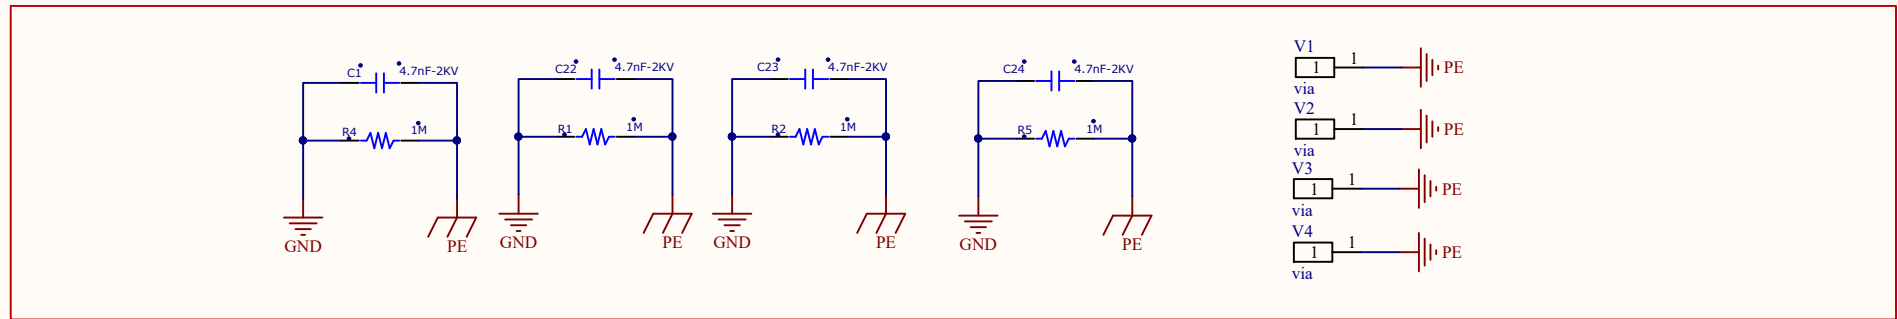 C1 4.7nF-2KV
R4 1M
GND PE
C22 4.7nF-2KV
R1 1M
GND PE
C23 4.7nF-2KV
R2 1M
GND PE
C24 4.7nF-2KV
R5 1M
GND PE
V1
1 1 PE
via
V2
1 1 PE
via
V3
1 1 PE
via
V4
1 1 PE
via